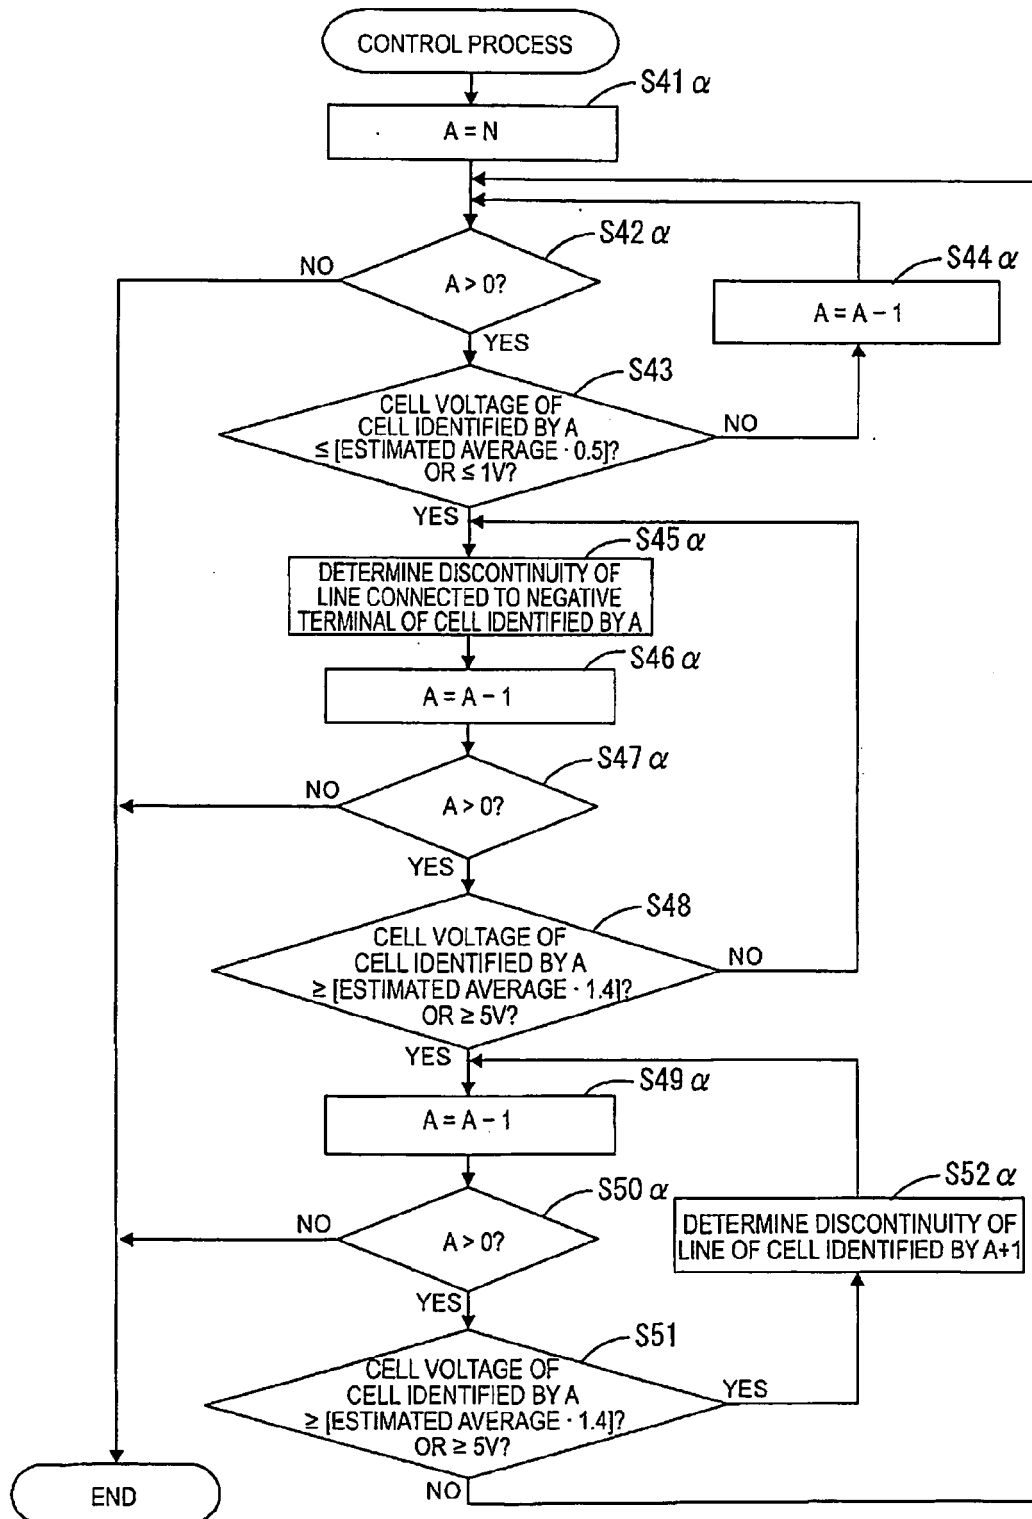 CONTROL PROCESS
S41 α
A = N
S42 α
NO
A > 0?
YES
S44 α
A = A − 1
S43
CELL VOLTAGE OF
CELL IDENTIFIED BY A
≤ [ESTIMATED AVERAGE · 0.5]?
OR ≤ 1V?
NO
YES
S45 α
DETERMINE DISCONTINUITY OF
LINE CONNECTED TO NEGATIVE
TERMINAL OF CELL IDENTIFIED BY A
S46 α
A = A − 1
S47 α
NO
A > 0?
YES
S48
CELL VOLTAGE OF
CELL IDENTIFIED BY A
≥ [ESTIMATED AVERAGE · 1.4]?
OR ≥ 5V?
NO
YES
S49 α
A = A − 1
S50 α
NO
A > 0?
YES
S52 α
DETERMINE DISCONTINUITY OF
LINE OF CELL IDENTIFIED BY A+1
S51
CELL VOLTAGE OF
CELL IDENTIFIED BY A
≥ [ESTIMATED AVERAGE · 1.4]?
OR ≥ 5V?
YES
NO
END